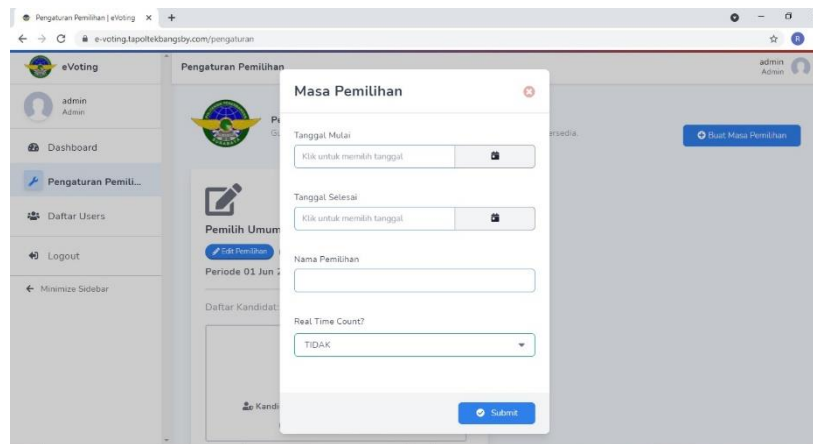 Pengaturan Pemilihan | eVoting
e-voting.tapoltekbangsby.com/pengaturan
R
eVoting
Pengaturan Pemilihan
admin
Admin
admin
Admin
Dashboard
Pengaturan Pemili...
Daftar Users
Logout
Minimize Sidebar
Buat Masa Pemilihan
Pemilih Umum
Edit Pemilihan
Periode 01 Jun
Daftar Kandidat:
Kandi
Masa Pemilihan
Tanggal Mulai
Klik untuk memilih tanggal
Tanggal Selesai
Klik untuk memilih tanggal
Nama Pemilihan
Real Time Count?
TIDAK
Submit